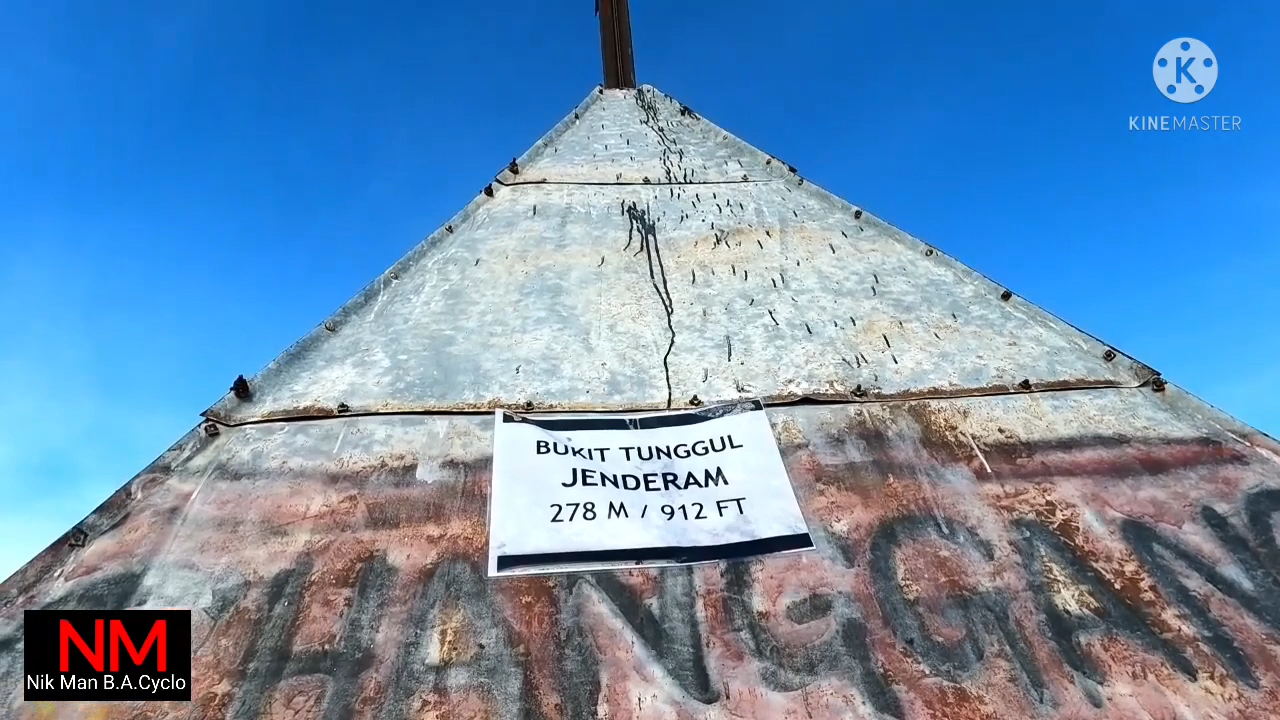 K
KINEMASTER
BUKIT TUNGGUL
JENDERAM
278 M / 912 FT
NM
Nik Man B.A.Cyclo